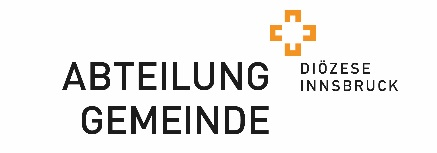 ABTEILUNG
GEMEINDE
DIÖZESE
INNSBRUCK